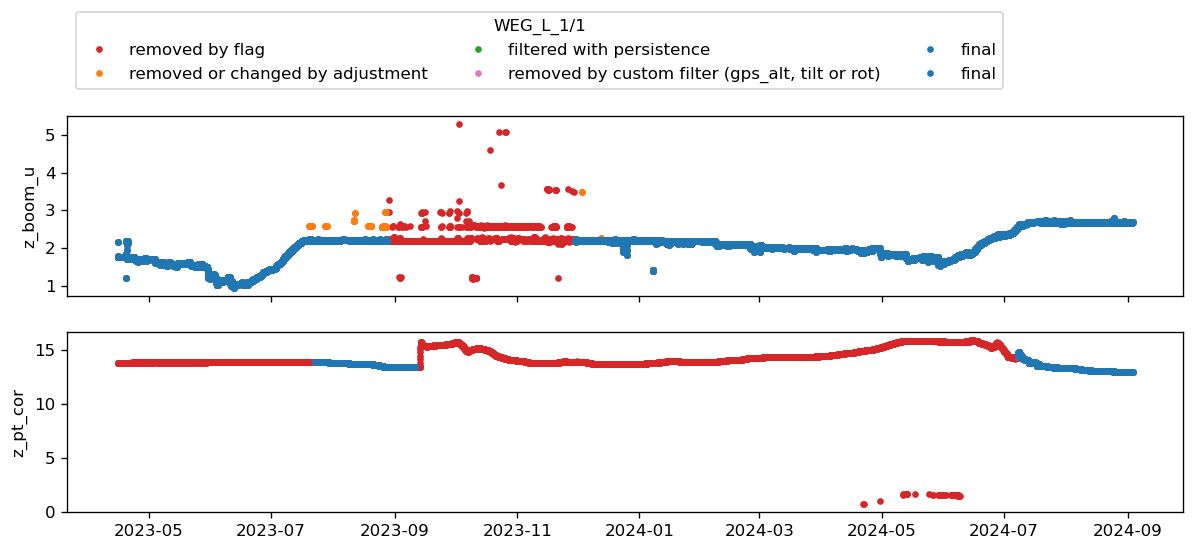 WEG_L_1/1
removed by flag
filtered with persistence
final
removed or changed by adjustment
removed by custom filter (gps_alt, tilt or rot)
final
z_boom_u
5
4
3
2
1
z_pt_cor
15
10
5
0
2023-05
2023-07
2023-09
2023-11
2024-01
2024-03
2024-05
2024-07
2024-09